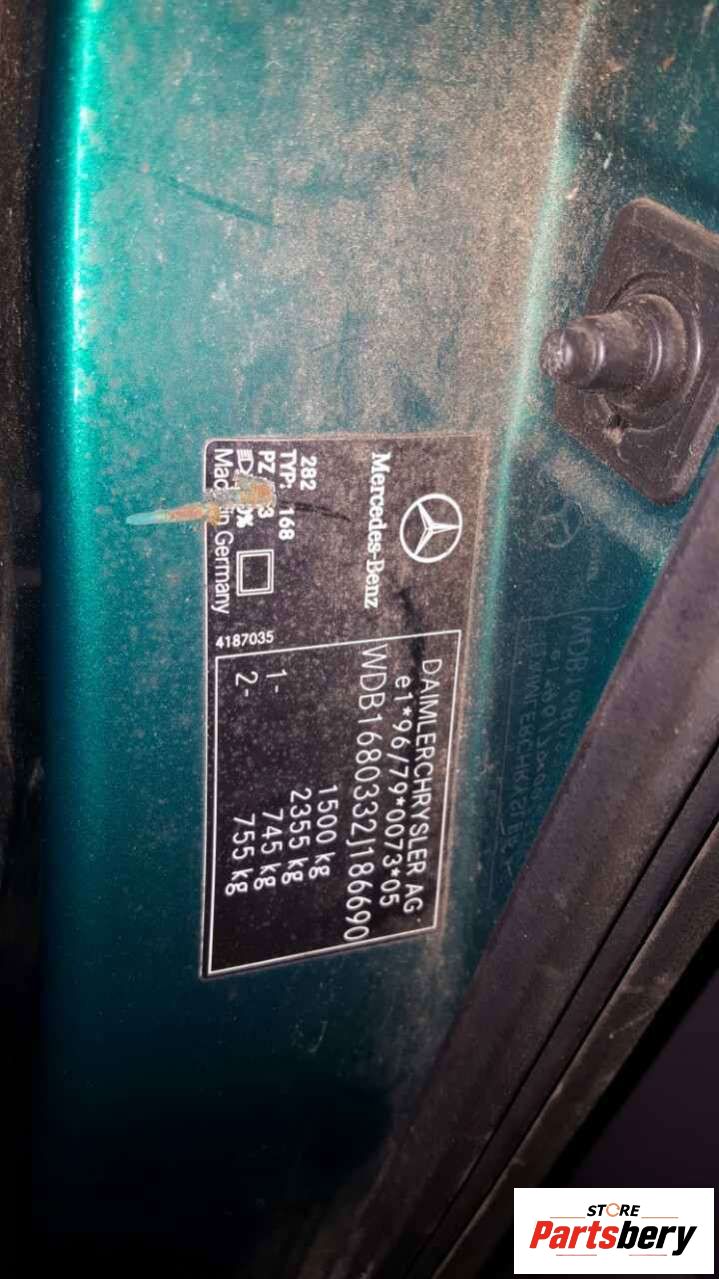 Mercedes-Benz
282
TYP: 168
PZ
Made in Germany
4187035
DAIMLERCHRYSLER AG
e1*96/79*0073*05
WDB1680332J186690
1500 kg
2355 kg
1- 745 kg
2- 755 kg
STORE
Partsbery